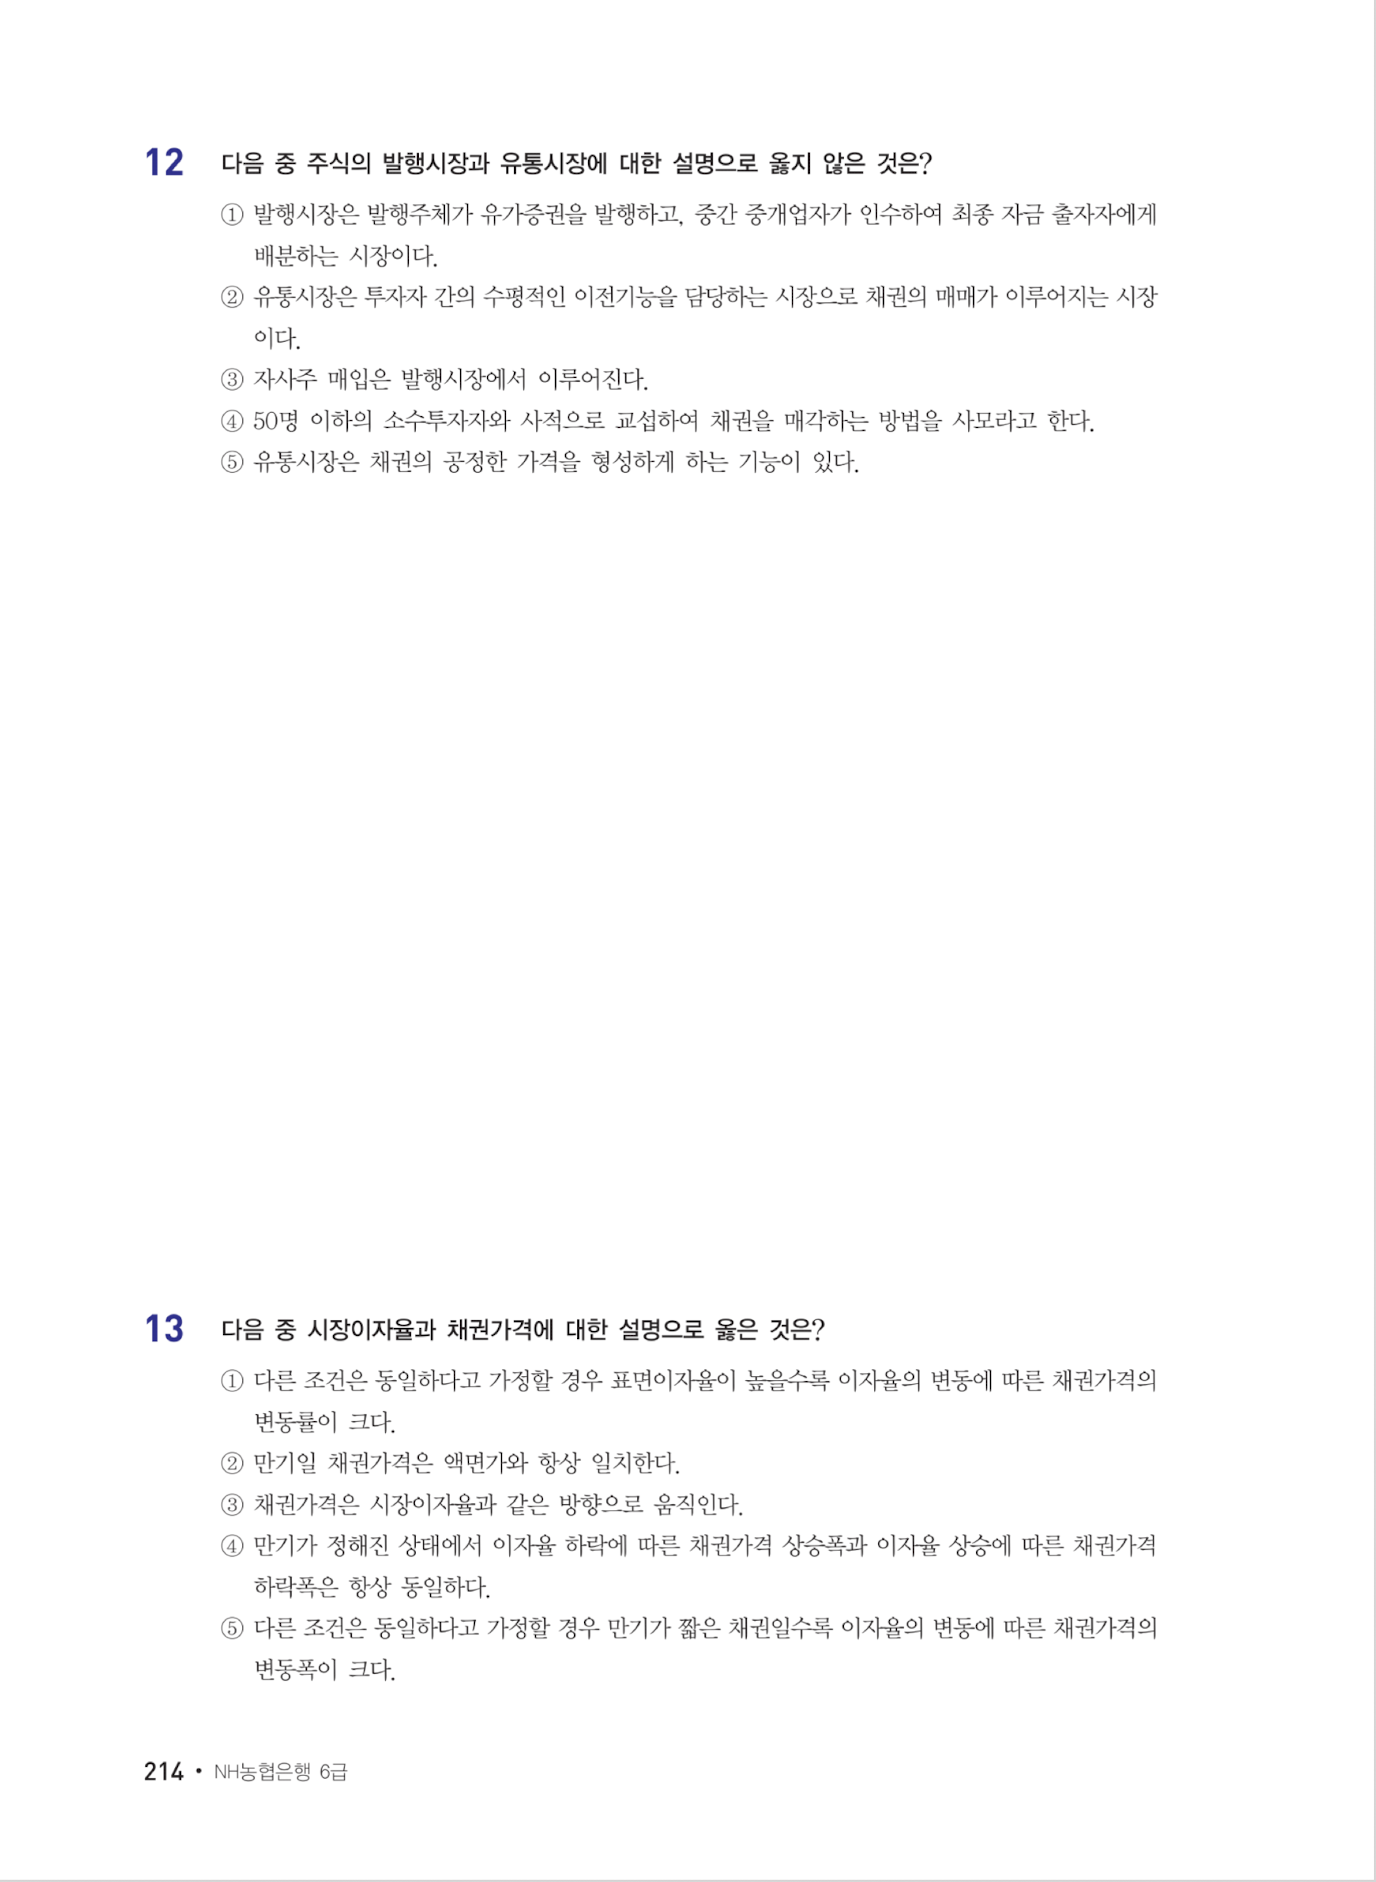 12 다음 중 주식의 발행시장과 유통시장에 대한 설명으로 옳지 않은 것은?
① 발행시장은 발행주체가 유가증권을 발행하고, 중간 중개업자가 인수하여 최종 자금 출자자에게
배분하는 시장이다.
② 유통시장은 투자자 간의 수평적인 이전기능을 담당하는 시장으로 채권의 매매가 이루어지는 시장
이다.
③ 자사주 매입은 발행시장에서 이루어진다.
④ 50명 이하의 소수투자자와 사적으로 교섭하여 채권을 매각하는 방법을 사모라고 한다.
⑤ 유통시장은 채권의 공정한 가격을 형성하게 하는 기능이 있다.
13 다음 중 시장이자율과 채권가격에 대한 설명으로 옳은 것은?
① 다른 조건은 동일하다고 가정할 경우 표면이자율이 높을수록 이자율의 변동에 따른 채권가격의
변동률이 크다.
② 만기일 채권가격은 액면가와 항상 일치한다.
③ 채권가격은 시장이자율과 같은 방향으로 움직인다.
④ 만기가 정해진 상태에서 이자율 하락에 따른 채권가격 상승폭과 이자율 상승에 따른 채권가격
하락폭은 항상 동일하다.
⑤ 다른 조건은 동일하다고 가정할 경우 만기가 짧은 채권일수록 이자율의 변동에 따른 채권가격의
변동폭이 크다.
214 • NH농협은행 6급